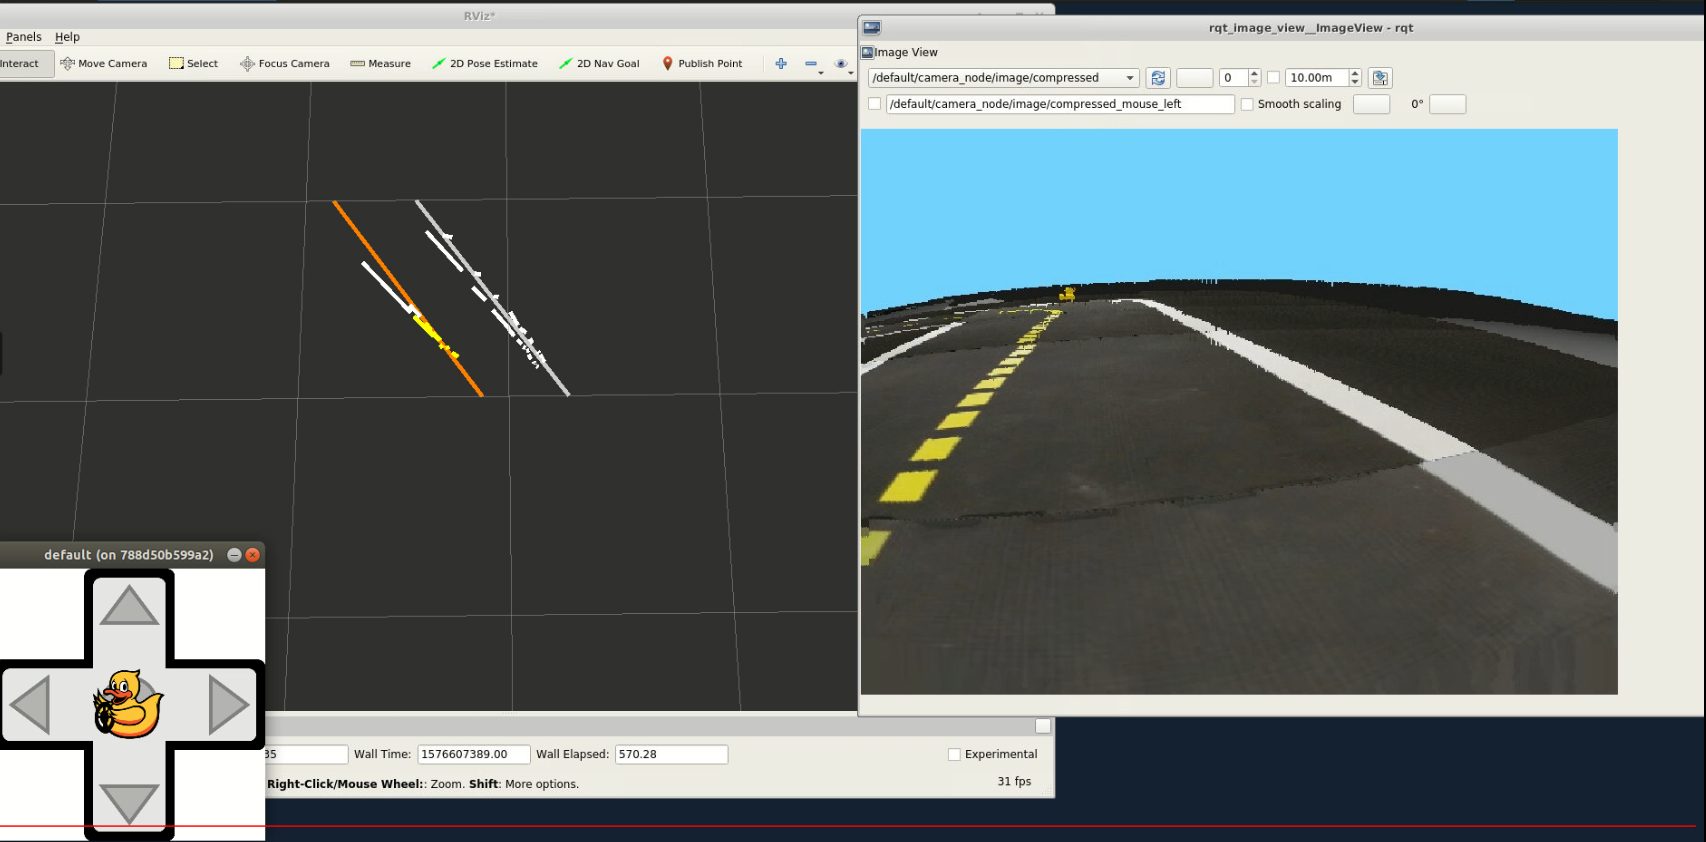 RViz*
Panels Help
Interact Move Camera Select Focus Camera Measure 2D Pose Estimate 2D Nav Goal Publish Point
rqt_image_view__ImageView - rqt
Image View
/default/camera_node/image/compressed 0 10.00m
/default/camera_node/image/compressed_mouse_left Smooth scaling 0°
default (on 788d50b599a2)
35 Wall Time: 1576607389.00 Wall Elapsed: 570.28 Experimental
Right-Click/Mouse Wheel:: Zoom. Shift: More options. 31 fps